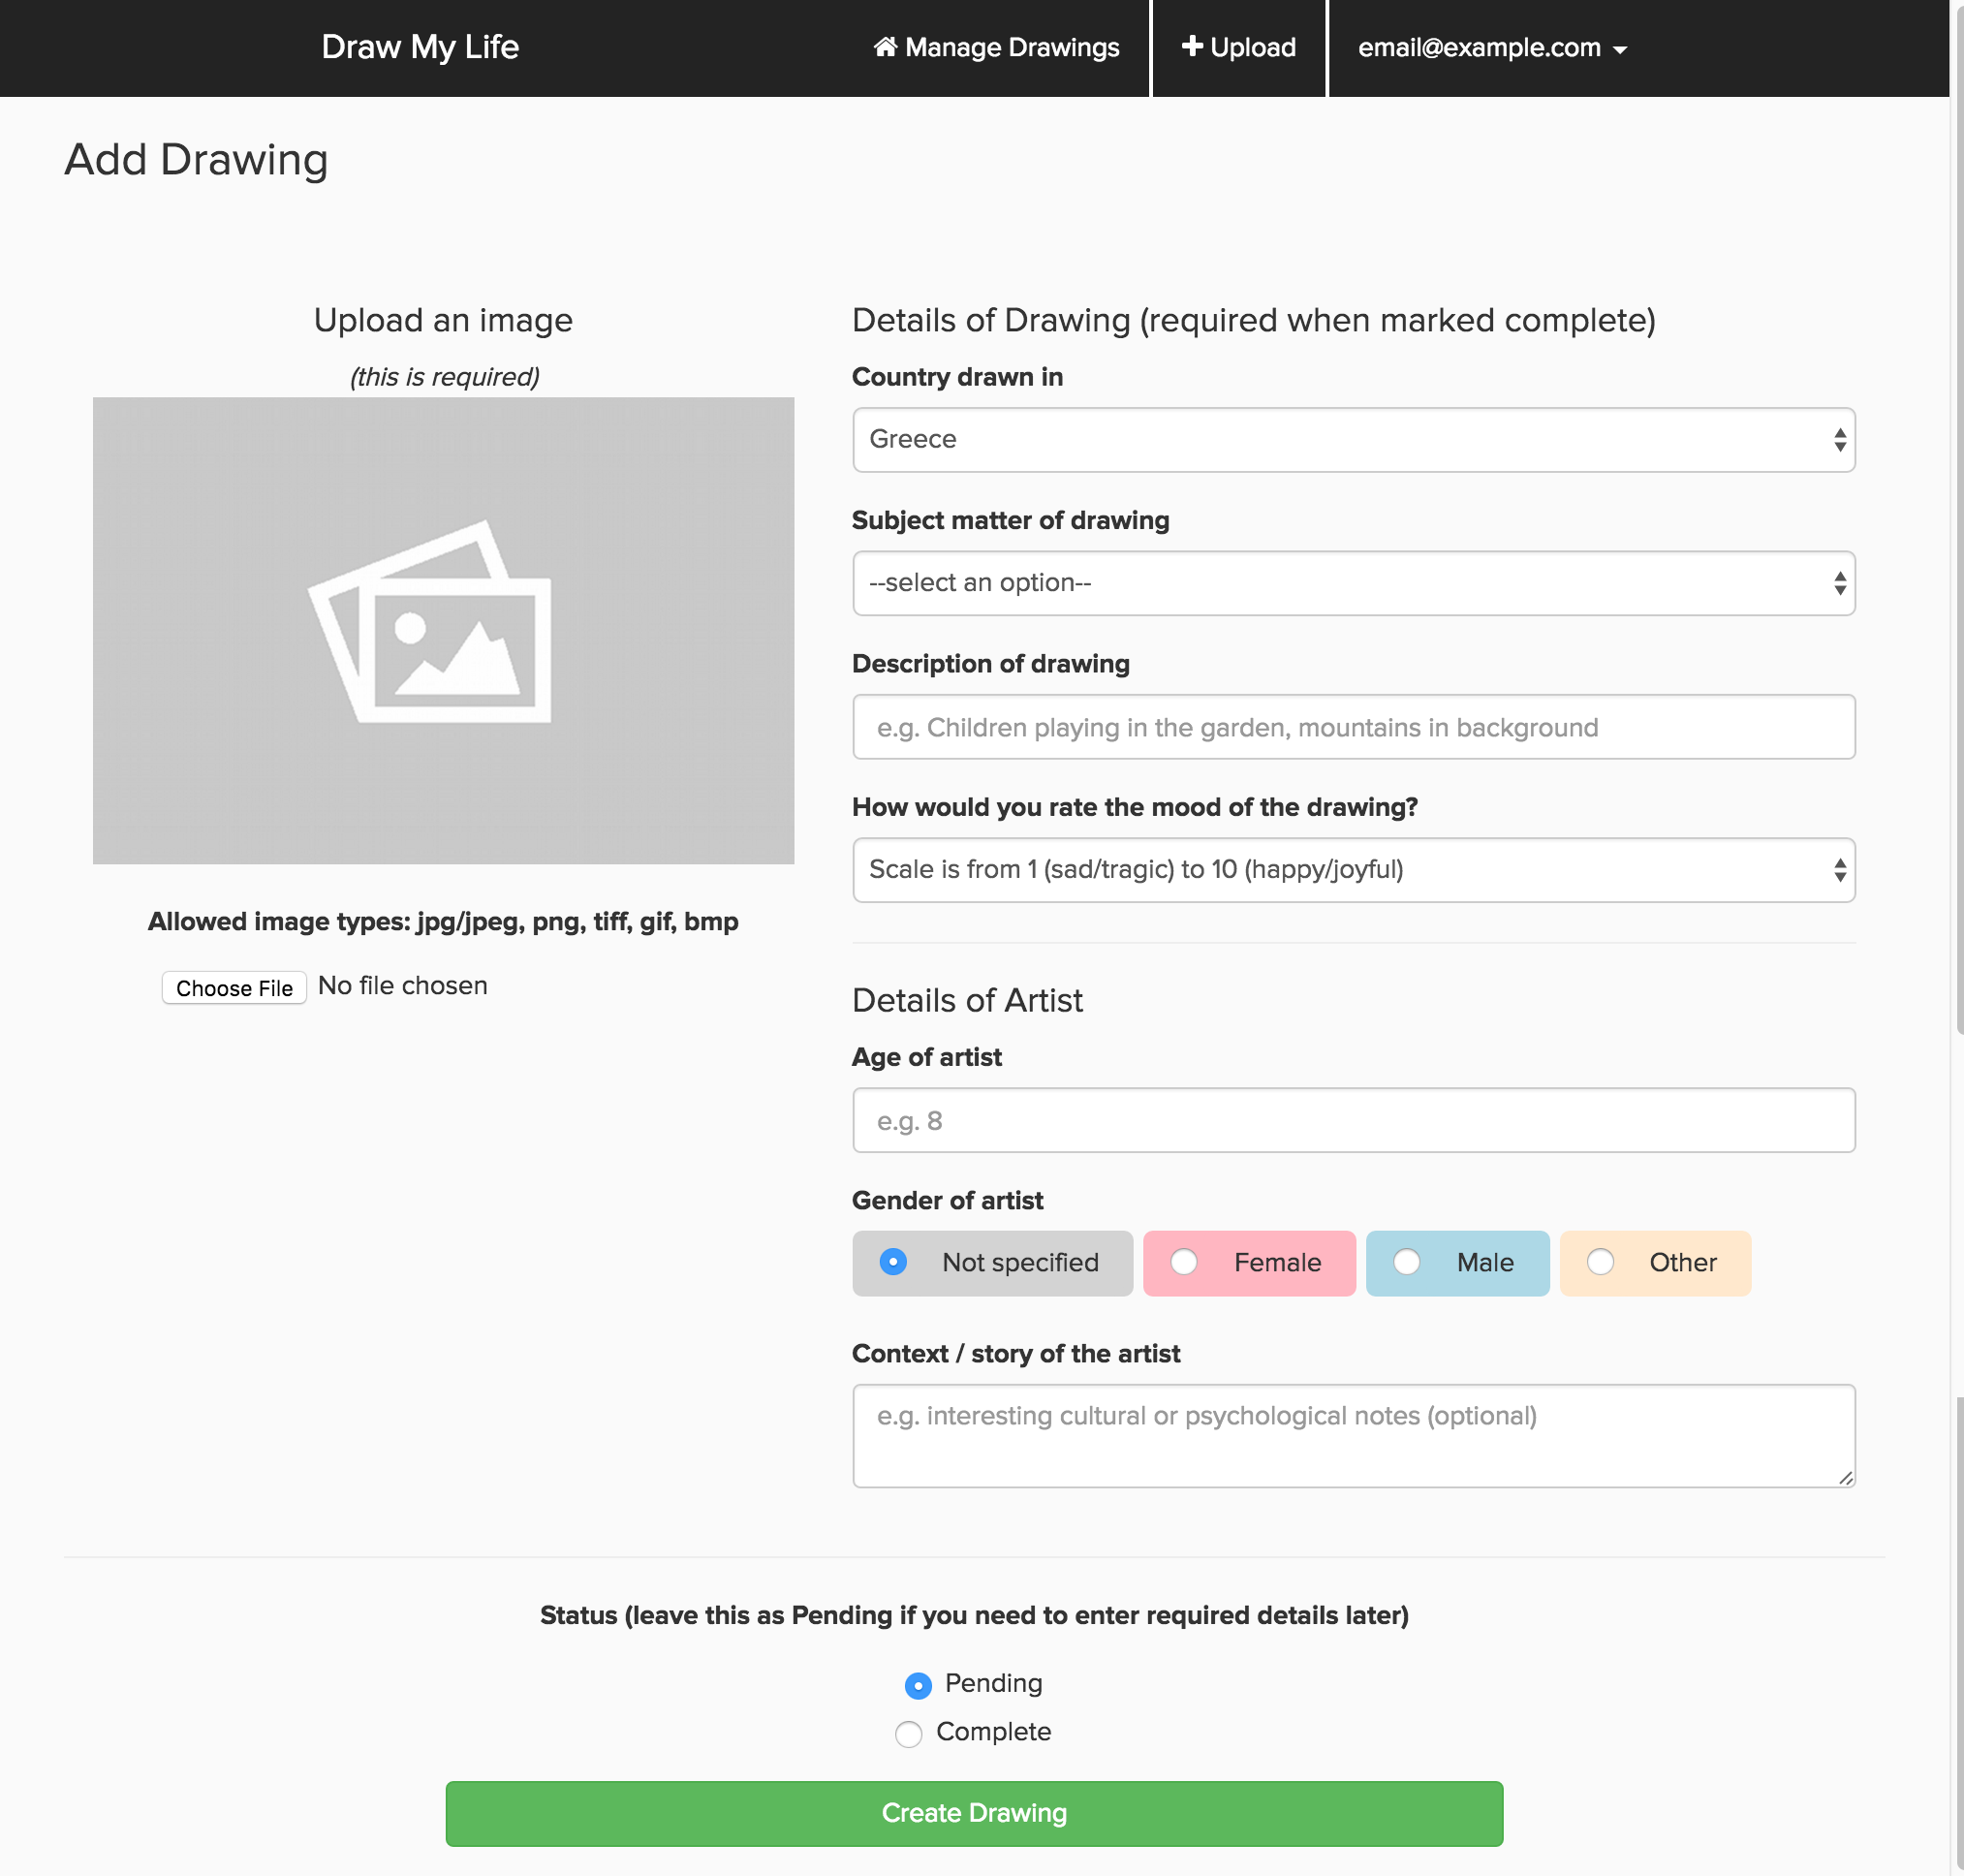 Draw My Life
Manage Drawings
Upload
email@example.com
Add Drawing
Upload an image
(this is required)
Allowed image types: jpg/jpeg, png, tiff, gif, bmp
Choose File No file chosen
Details of Drawing (required when marked complete)
Country drawn in
Greece
Subject matter of drawing
--select an option--
Description of drawing
e.g. Children playing in the garden, mountains in background
How would you rate the mood of the drawing?
Scale is from 1 (sad/tragic) to 10 (happy/joyful)
Details of Artist
Age of artist
e.g. 8
Gender of artist
Not specified Female Male Other
Context / story of the artist
e.g. interesting cultural or psychological notes (optional)
Status (leave this as Pending if you need to enter required details later)
Pending
Complete
Create Drawing